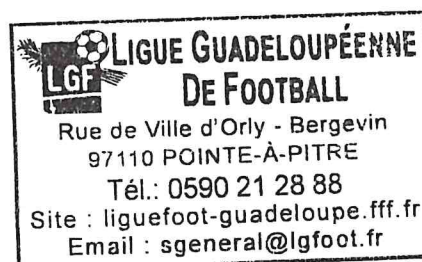 LGF
LIGUE GUADELOUPÉENNE
DE FOOTBALL
Rue de Ville d'Orly - Bergevin
97110 POINTE-À-PITRE
Tél.: 0590 21 28 88
Site : liguefoot-guadeloupe.fff.fr
Email : sgeneral@lgfoot.fr